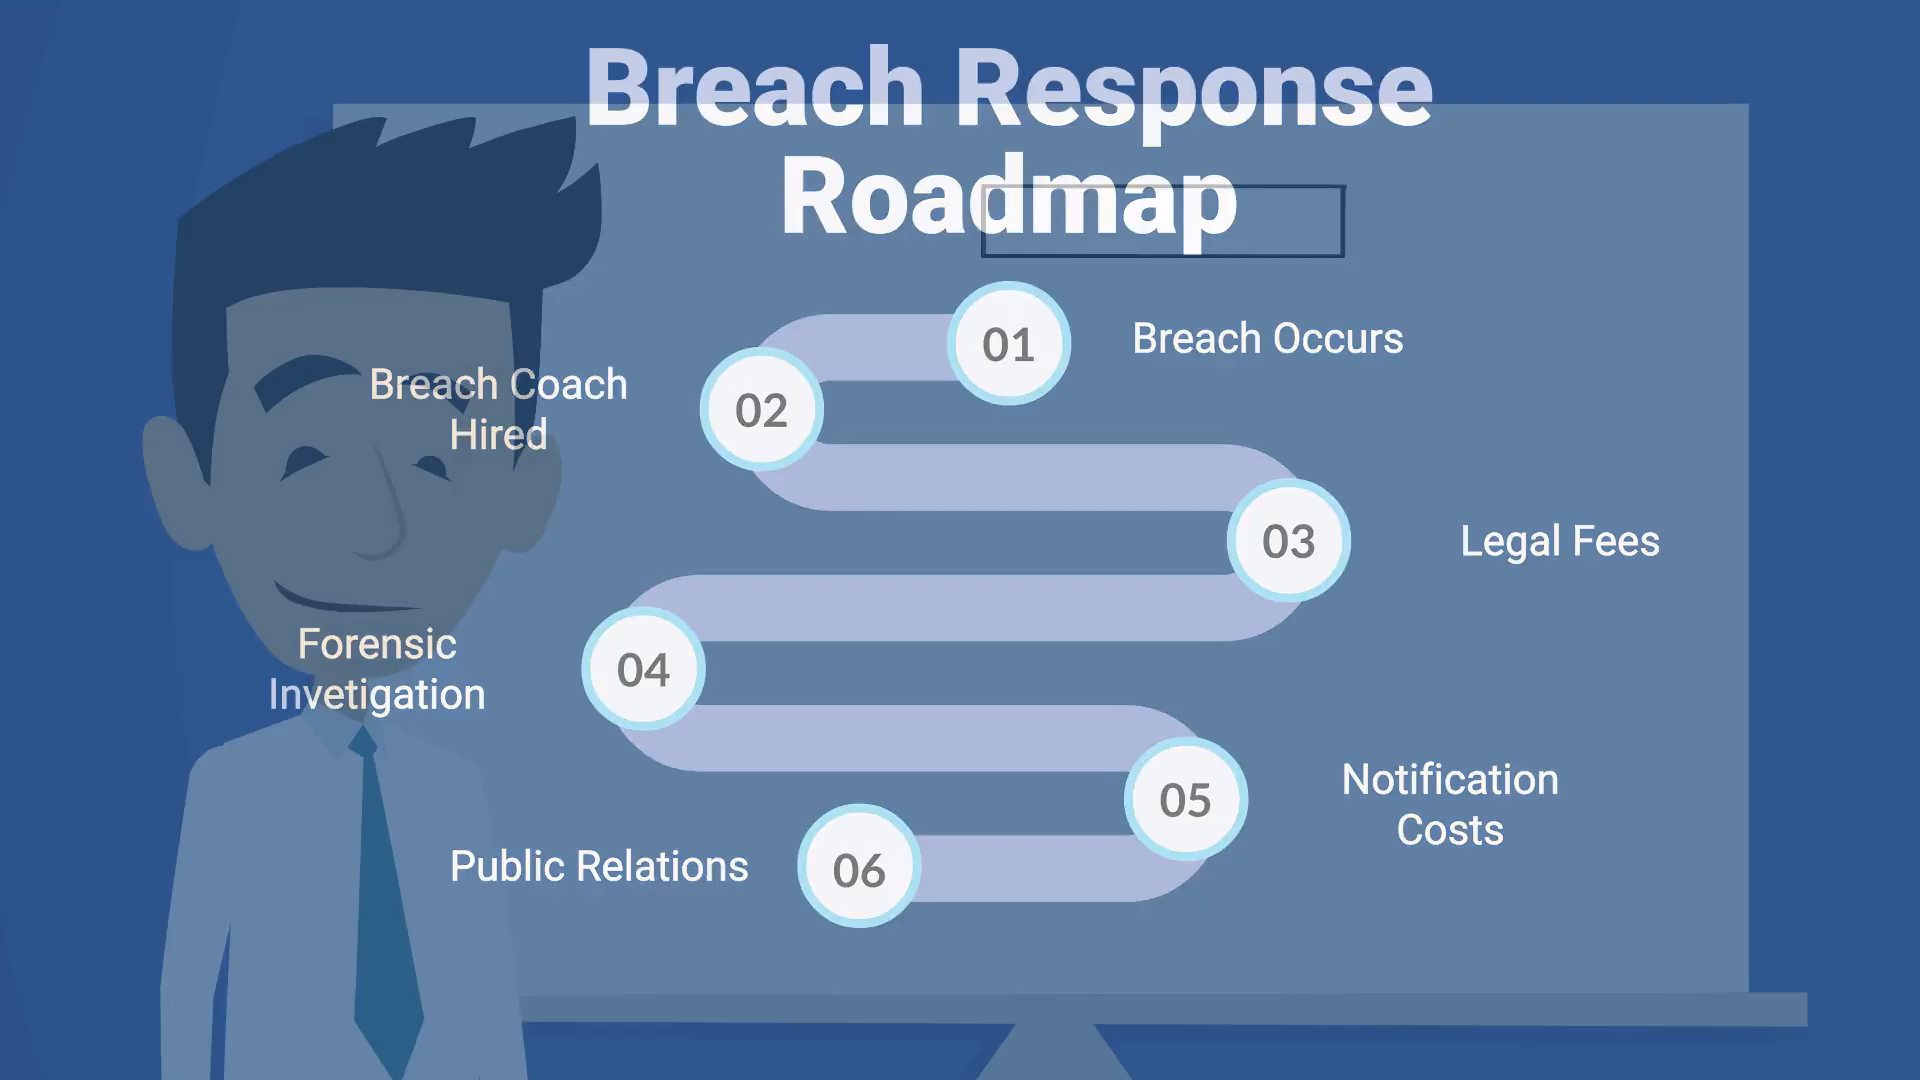 Breach Response
Roadmap
01
Breach Occurs
Breach Coach
Hired
02
03
Legal Fees
Forensic
Invetigation
04
05
Notification
Costs
Public Relations
06